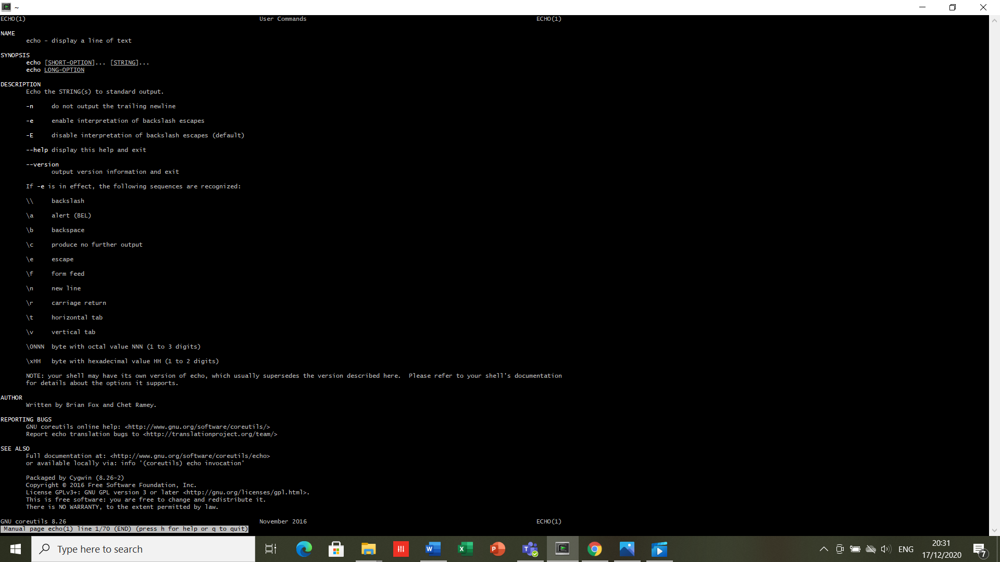 ~
ECHO(1) User Commands ECHO(1)
NAME
echo - display a line of text
SYNOPSIS
echo [SHORT-OPTION]... [STRING]...
echo LONG-OPTION
DESCRIPTION
Echo the STRING(s) to standard output.
-n do not output the trailing newline
-e enable interpretation of backslash escapes
-E disable interpretation of backslash escapes (default)
--help display this help and exit
--version
output version information and exit
If -e is in effect, the following sequences are recognized:
\\ backslash
\a alert (BEL)
\b backspace
\c produce no further output
\e escape
\f form feed
\n new line
\r carriage return
\t horizontal tab
\v vertical tab
\0NNN byte with octal value NNN (1 to 3 digits)
\xHH byte with hexadecimal value HH (1 to 2 digits)
NOTE: your shell may have its own version of echo, which usually supersedes the version described here. Please refer to your shell's documentation
for details about the options it supports.
AUTHOR
Written by Brian Fox and Chet Ramey.
REPORTING BUGS
GNU coreutils online help: <http://www.gnu.org/software/coreutils/>
Report echo translation bugs to <http://translationproject.org/team/>
SEE ALSO
Full documentation at: <http://www.gnu.org/software/coreutils/echo>
or available locally via: info '(coreutils) echo invocation'
Packaged by Cygwin (8.26-2)
Copyright © 2016 Free Software Foundation, Inc.
License GPLv3+: GNU GPL version 3 or later <http://gnu.org/licenses/gpl.html>.
This is free software: you are free to change and redistribute it.
There is NO WARRANTY, to the extent permitted by law.
GNU coreutils 8.26 November 2016 ECHO(1)
Manual page echo(1) line 1/70 (END) (press h for help or q to quit)
Type here to search
W
X
P
T
ENG
20:31
17/12/2020
7